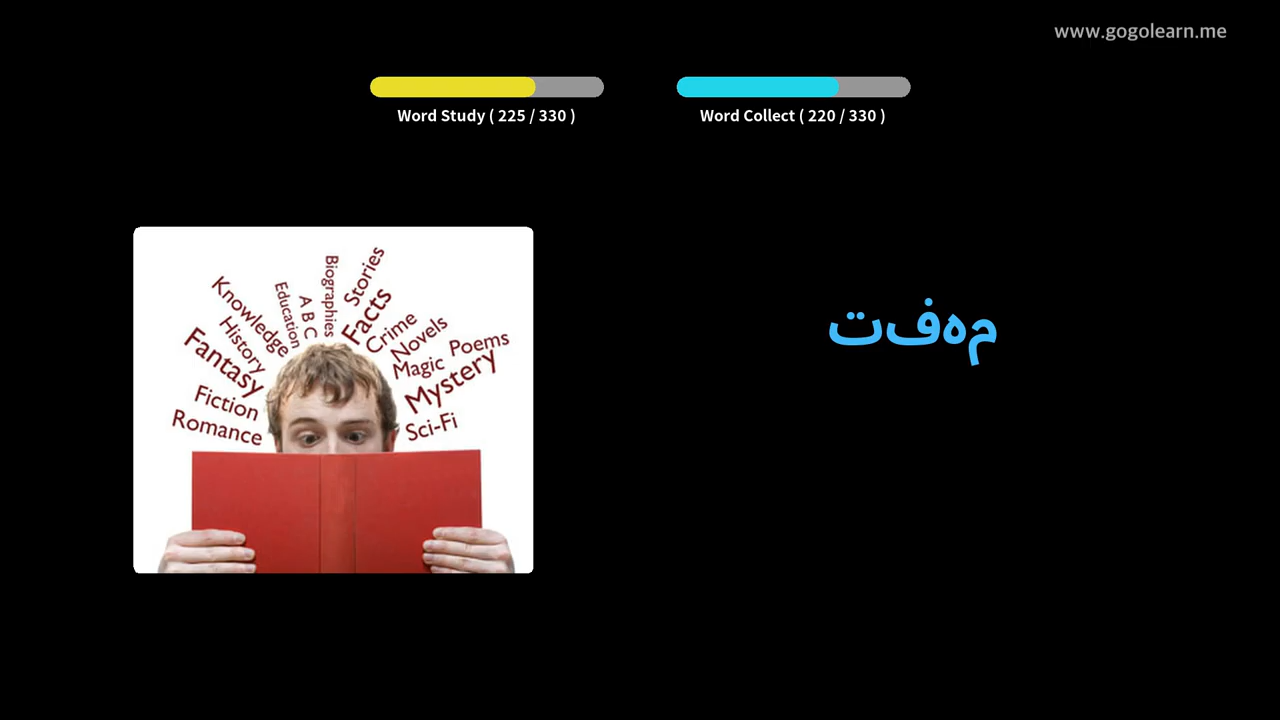 www.gogolearn.me
Word Study ( 225 / 330 )
Word Collect ( 220 / 330 )
Biographies
Stories
Education
A B C
Facts
Knowledge
Crime
History
Novels
Fantasy
Magic
Poems
Mystery
Fiction
Romance
Sci-Fi
مهفت